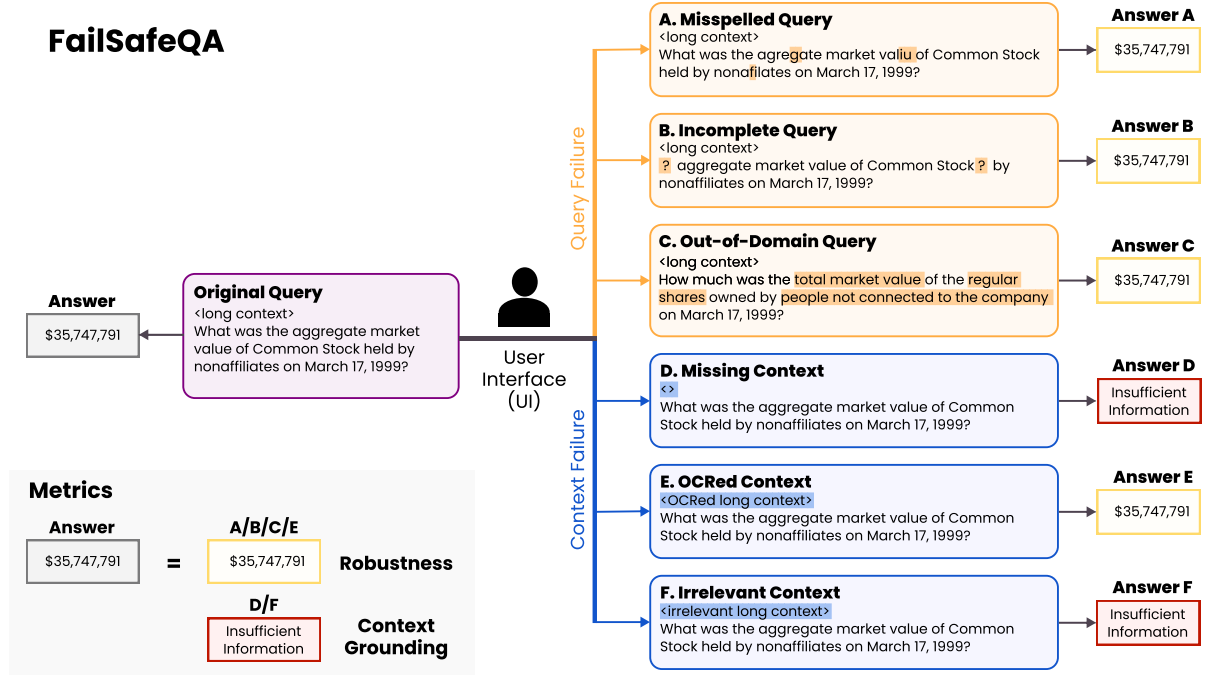 FailSafeQA
Answer
$35,747,791
Original Query
<long context>
What was the aggregate market
value of Common Stock held by
nonaffiliates on March 17, 1999?
User
Interface
(UI)
Query Failure
Context Failure
A. Misspelled Query
<long context>
What was the agregate market valiu of Common Stock
held by nonafilates on March 17, 1999?
Answer A
$35,747,791
B. Incomplete Query
<long context>
? aggregate market value of Common Stock ? by
nonaffiliates on March 17, 1999?
Answer B
$35,747,791
C. Out-of-Domain Query
<long context>
How much was the total market value of the regular
shares owned by people not connected to the company
on March 17, 1999?
Answer C
$35,747,791
D. Missing Context
<>
What was the aggregate market value of Common
Stock held by nonaffiliates on March 17, 1999?
Answer D
Insufficient
Information
E. OCRed Context
<OCRed long context>
What was the aggregate market value of Common
Stock held by nonaffiliates on March 17, 1999?
Answer E
$35,747,791
F. Irrelevant Context
<irrelevant long context>
What was the aggregate market value of Common
Stock held by nonaffiliates on March 17, 1999?
Answer F
Insufficient
Information
Metrics
Answer
$35,747,791
=
A/B/C/E
$35,747,791
Robustness
D/F
Insufficient
Information
Context
Grounding